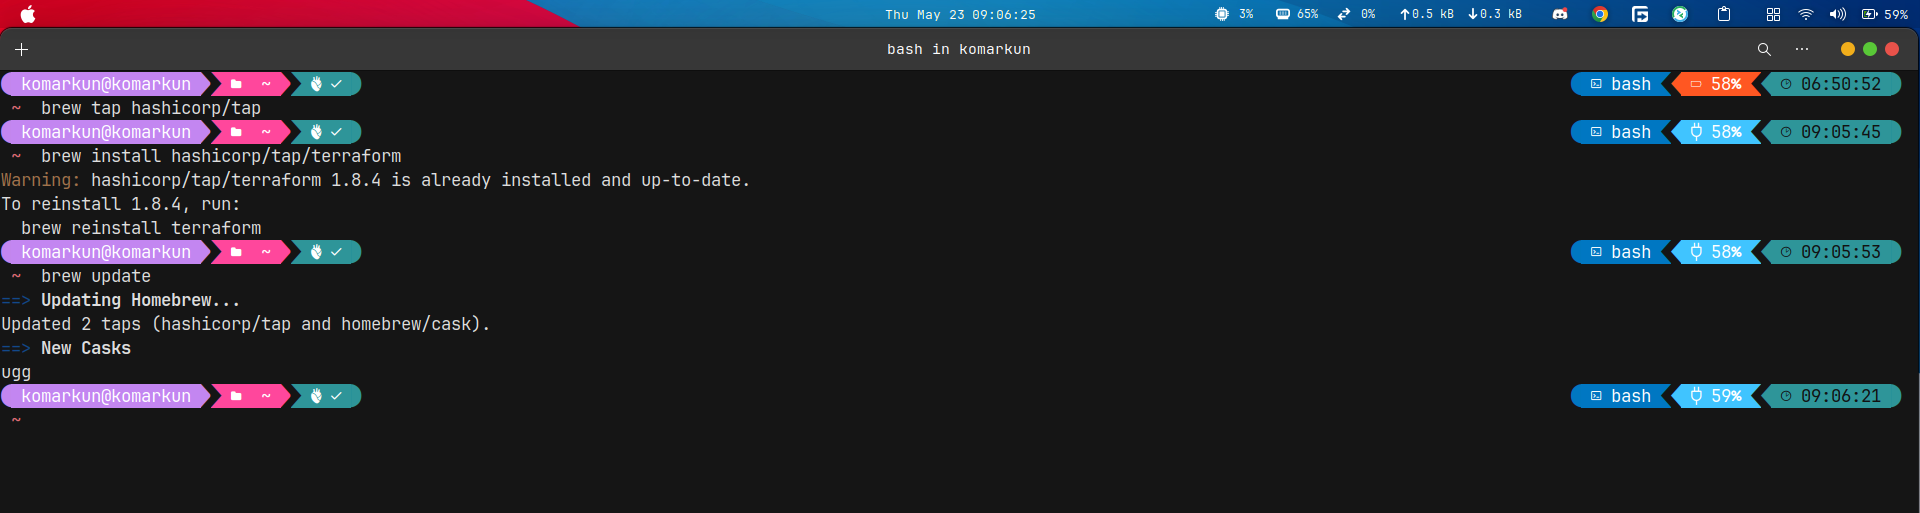 Thu May 23 09:06:25 3% 65% 0% 0.5 kB 0.3 kB 59%
bash in komarkun
komarkun@komarkun ~ bash 58% 06:50:52
~ brew tap hashicorp/tap
komarkun@komarkun ~ bash 58% 09:05:45
~ brew install hashicorp/tap/terraform
Warning: hashicorp/tap/terraform 1.8.4 is already installed and up-to-date.
To reinstall 1.8.4, run:
brew reinstall terraform
komarkun@komarkun ~ bash 58% 09:05:53
~ brew update
==> Updating Homebrew...
Updated 2 taps (hashicorp/tap and homebrew/cask).
==> New Casks
ugg
komarkun@komarkun ~ bash 59% 09:06:21
~